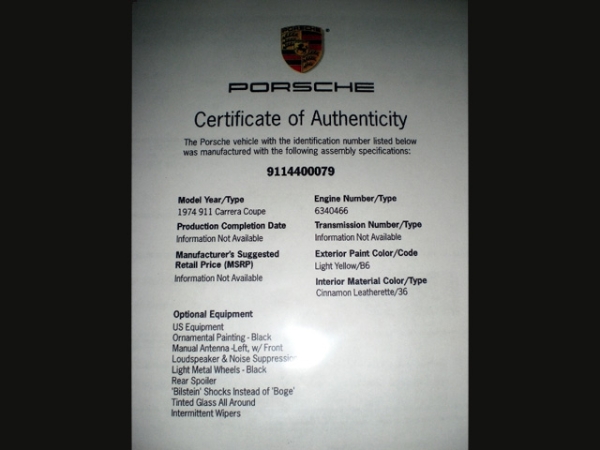 PORSCHE
PORSCHE
Certificate of Authenticity
The Porsche vehicle with the identification number listed below
was manufactured with the following assembly specifications:
9114400079
Model Year/Type
1974 911 Carrera Coupe
Production Completion Date
Information Not Available
Manufacturer's Suggested
Retail Price (MSRP)
Information Not Available
Engine Number/Type
6340466
Transmission Number/Type
Information Not Available
Exterior Paint Color/Code
Light Yellow/B6
Interior Material Color/Type
Cinnamon Leatherette/36
Optional Equipment
US Equipment
Ornamental Painting - Black
Manual Antenna -Left, w/ Front
Loudspeaker & Noise Suppression
Light Metal Wheels - Black
Rear Spoiler
'Bilstein' Shocks Instead of 'Boge'
Tinted Glass All Around
Intermittent Wipers